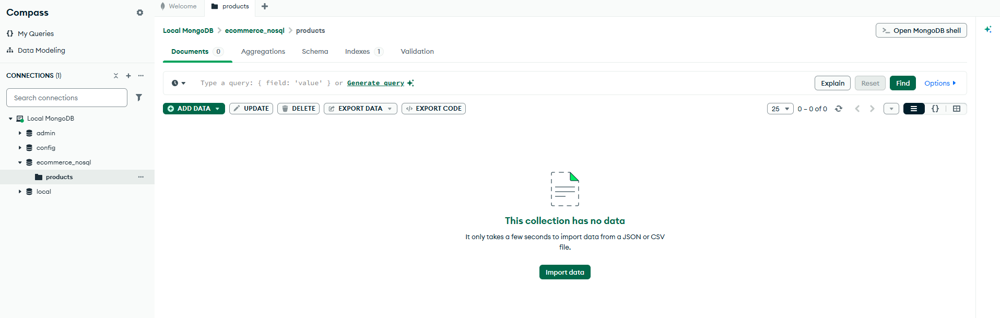 Compass
My Queries
Data Modeling
CONNECTIONS (1)
Search connections
Local MongoDB
admin
config
ecommerce_nosql
products
local
Welcome
products
Local MongoDB > ecommerce_nosql > products
>_ Open MongoDB shell
Documents 0 Aggregations Schema Indexes 1 Validation
Type a query: { field: 'value' } or Generate query
Explain Reset Find Options
ADD DATA UPDATE DELETE EXPORT DATA EXPORT CODE
25 0 – 0 of 0
This collection has no data
It only takes a few seconds to import data from a JSON or CSV
file.
Import data